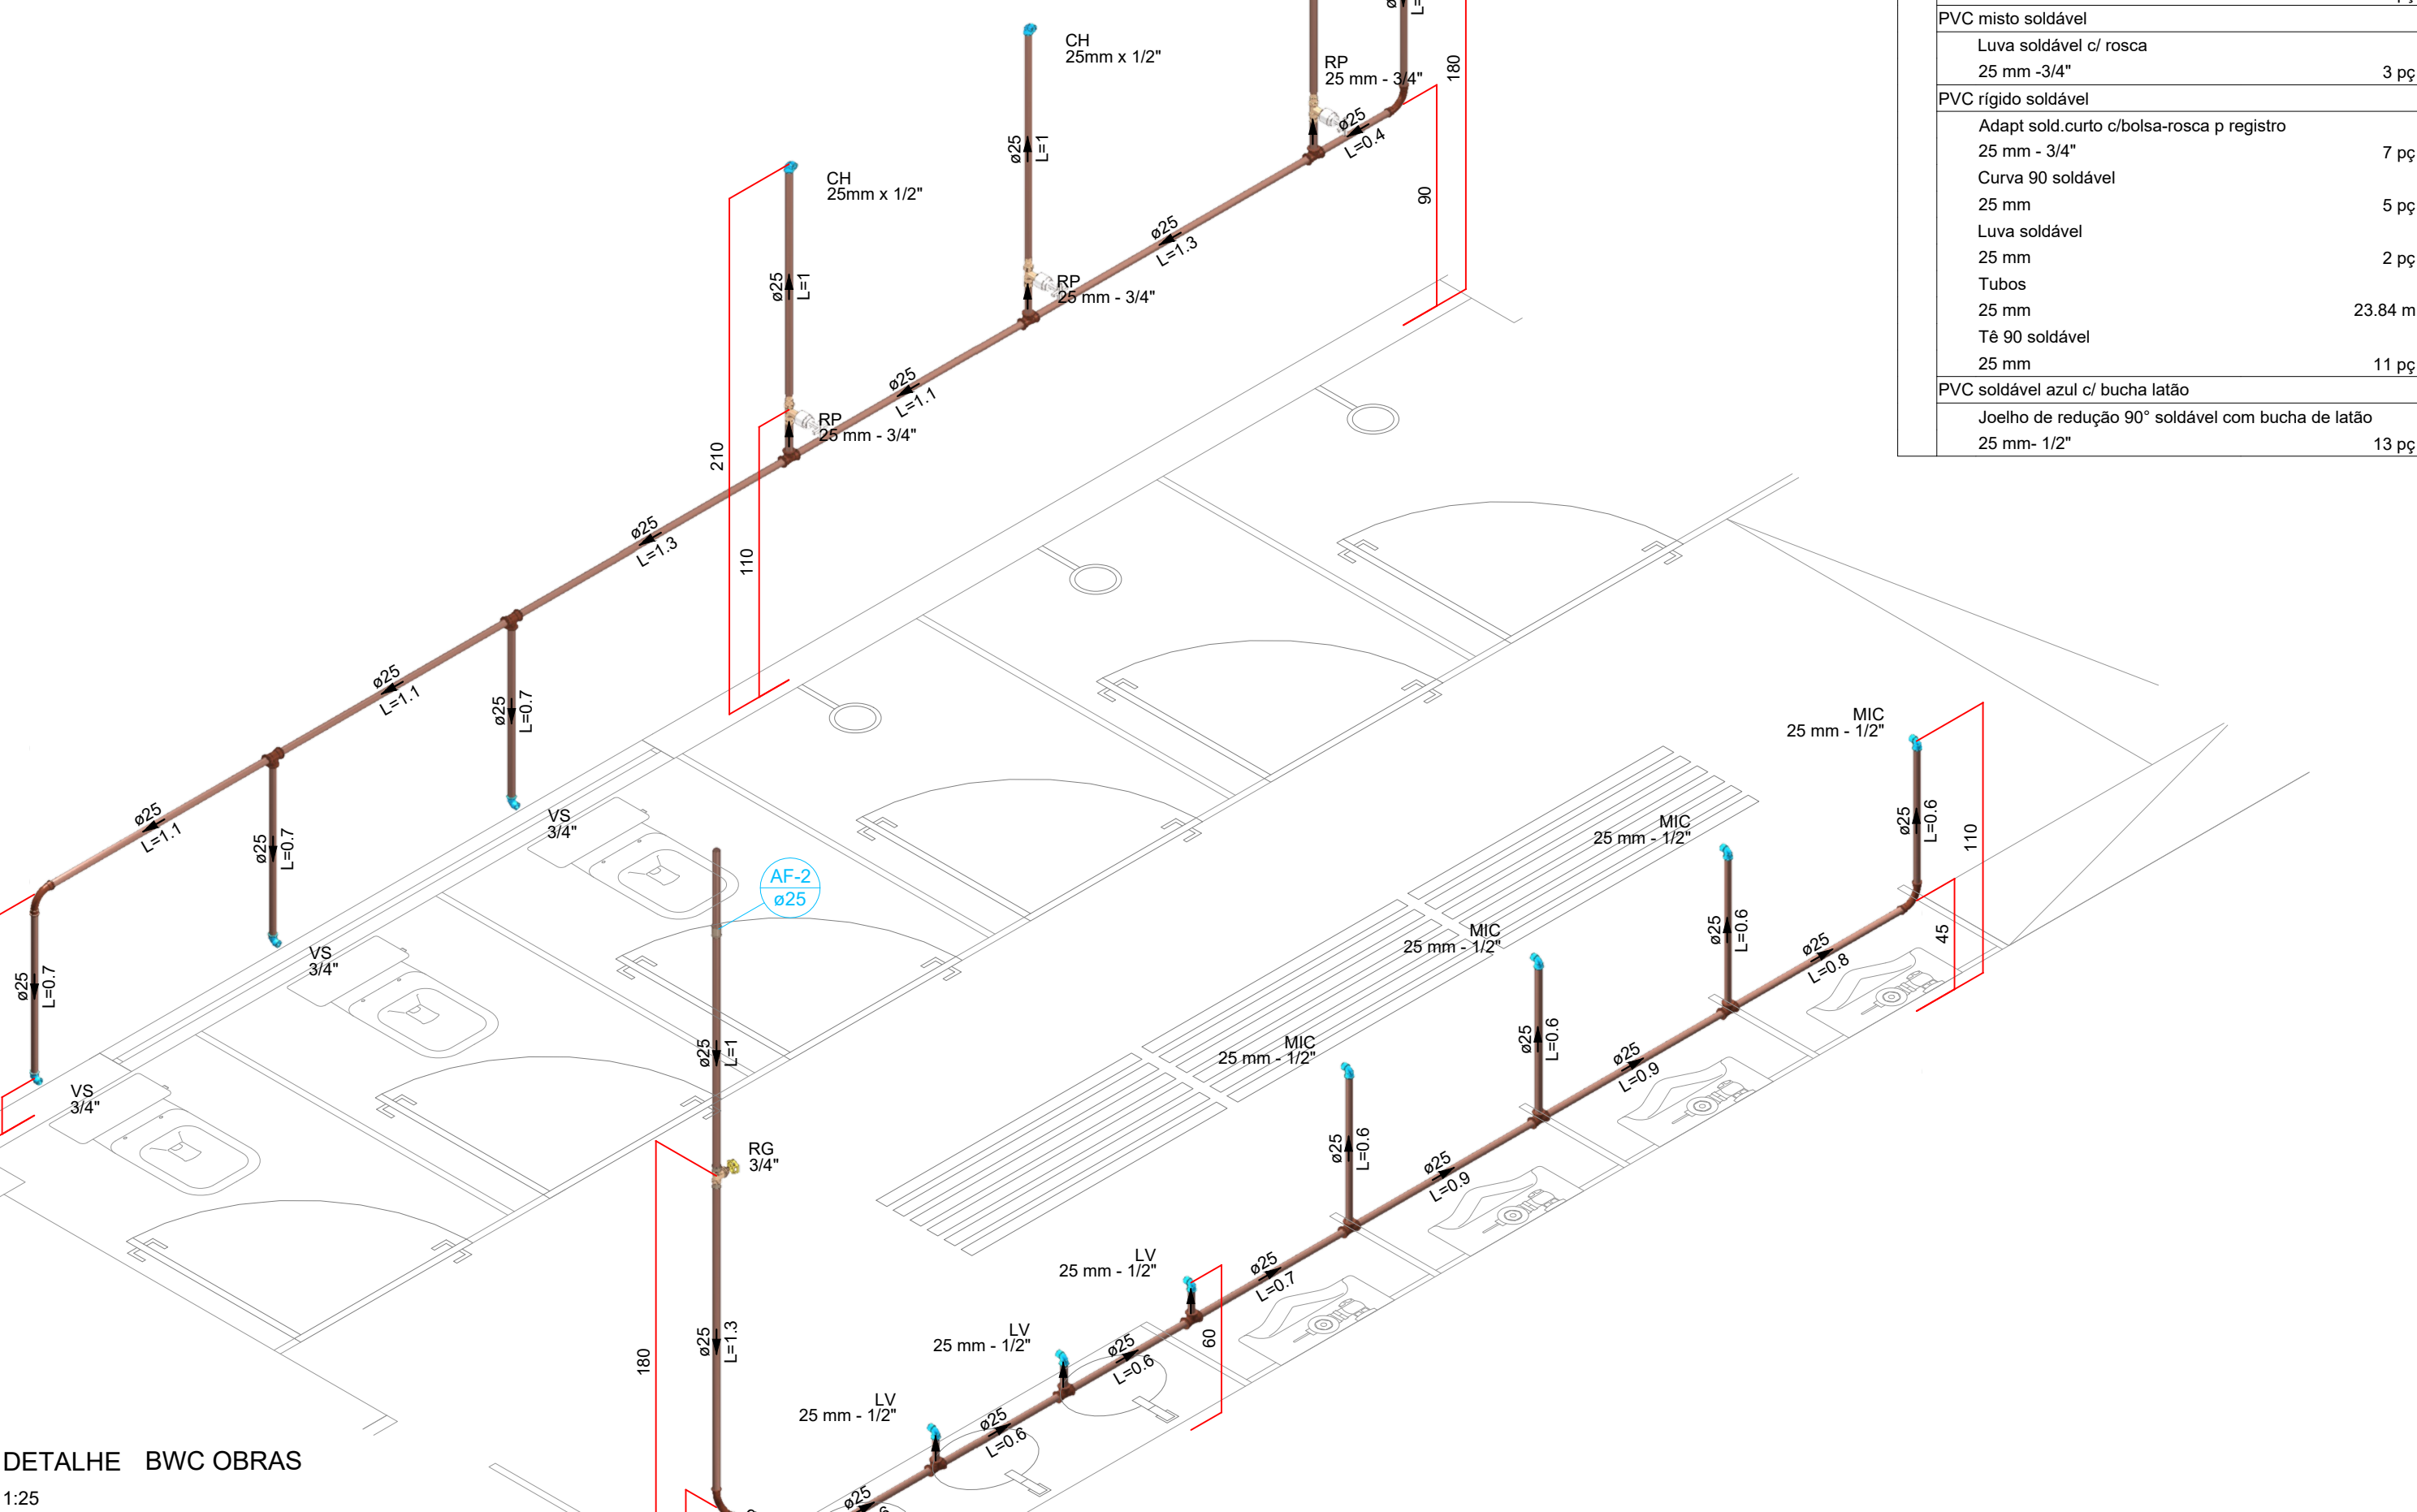 PVC misto soldável
Luva soldável c/ rosca
25 mm -3/4" 3 pç
PVC rígido soldável
Adapt sold.curto c/bolsa-rosca p registro
25 mm - 3/4" 7 pç
Curva 90 soldável
25 mm 5 pç
Luva soldável
25 mm 2 pç
Tubos
25 mm 23.84 m
Tê 90 soldável
25 mm 11 pç
PVC soldável azul c/ bucha latão
Joelho de redução 90° soldável com bucha de latão
25 mm- 1/2" 13 pç
CH
25mm x 1/2"
RP
25 mm - 3/4"
180
ø25
L=0.4
90
ø25
L=1
CH
25mm x 1/2"
ø25
L=1.3
RP
25 mm - 3/4"
ø25
L=1
ø25
L=1.1
RP
25 mm - 3/4"
210
110
ø25
L=1.3
ø25
L=1.1
ø25
L=0.7
ø25
L=1.1
ø25
L=0.7
ø25
L=0.7
VS
3/4"
VS
3/4"
VS
3/4"
AF-2
ø25
ø25
L=1
RG
3/4"
180
ø25
L=1.3
MIC
25 mm - 1/2"
ø25
L=0.6
110
45
MIC
25 mm - 1/2"
ø25
L=0.6
ø25
L=0.8
MIC
25 mm - 1/2"
ø25
L=0.6
ø25
L=0.9
MIC
25 mm - 1/2"
ø25
L=0.6
ø25
L=0.9
LV
25 mm - 1/2"
ø25
L=0.7
60
LV
25 mm - 1/2"
ø25
L=0.6
LV
25 mm - 1/2"
ø25
L=0.6
ø25
DETALHE BWC OBRAS
1:25